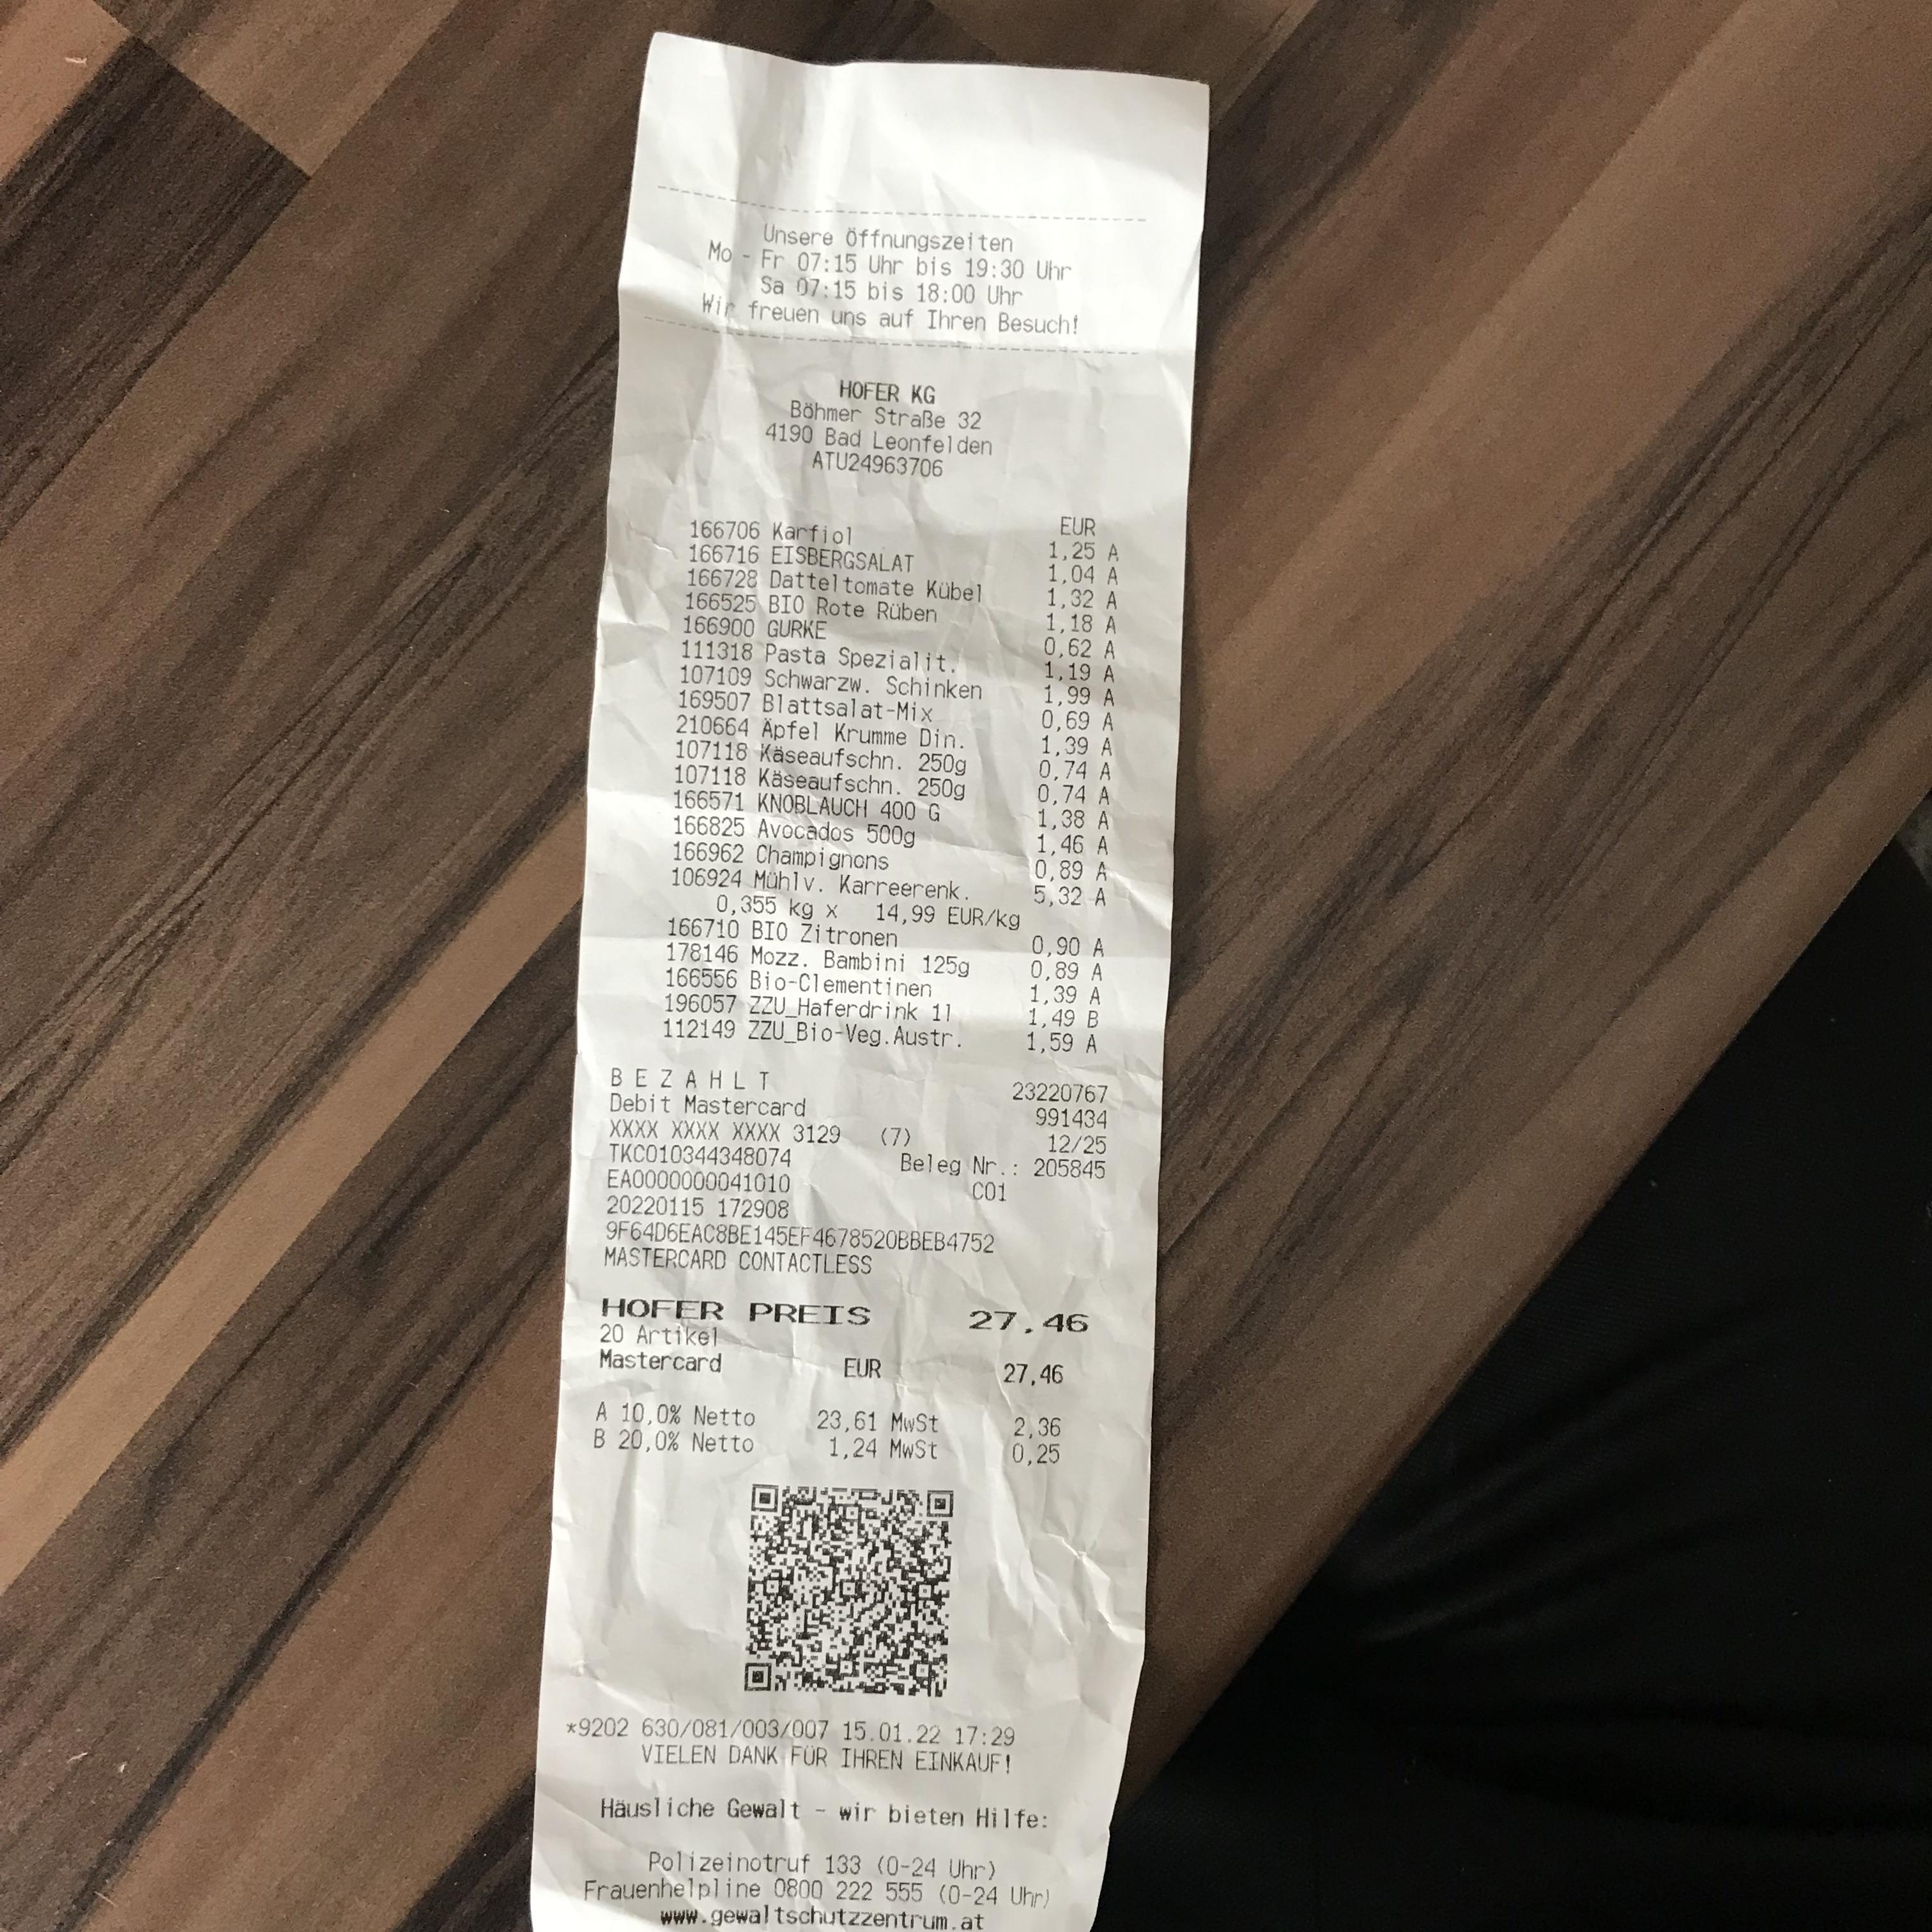 Unsere Öffnungszeiten
Mo - Fr 07:15 Uhr bis 19:30 Uhr
Sa 07:15 bis 18:00 Uhr
Wir freuen uns auf Ihren Besuch!
HOFER KG
Böhmer Straße 32
4190 Bad Leonfelden
ATU24963706
EUR
166706 Karfiol 1,25 A
166716 EISBERGSALAT 1,04 A
166728 Datteltomate Kübel 1,32 A
166525 BIO Rote Rüben 1,18 A
166900 GURKE 0,62 A
111318 Pasta Spezialit. 1,19 A
107109 Schwarzw. Schinken 1,99 A
169507 Blattsalat-Mix 0,69 A
210664 Äpfel Krumme Din. 1,39 A
107118 Käseaufschn. 250g 0,74 A
107118 Käseaufschn. 250g 0,74 A
166571 KNOBLAUCH 400 G 1,38 A
166825 Avocados 500g 1,46 A
166962 Champignons 0,89 A
106924 Mühlv. Karreerenk. 5,32 A
0,355 kg x 14,99 EUR/kg
166710 BIO Zitronen 0,90 A
178146 Mozz. Bambini 125g 0,89 A
166556 Bio-Clementinen 1,39 A
196057 ZZU_Haferdrink 1l 1,49 B
112149 ZZU_Bio-Veg.Austr. 1,59 A
B E Z A H L T 23220767
Debit Mastercard 991434
XXXX XXXX XXXX 3129 (7) 12/25
TKC010344348074 Beleg Nr.: 205845
EA0000000041010 C01
20220115 172908
9F64D6EAC8BE145EF4678520BBEB4752
MASTERCARD CONTACTLESS
HOFER PREIS 27,46
20 Artikel
Mastercard EUR 27,46
A 10,0% Netto 23,61 MwSt 2,36
B 20,0% Netto 1,24 MwSt 0,25
*9202 630/081/003/007 15.01.22 17:29
VIELEN DANK FÜR IHREN EINKAUF!
Häusliche Gewalt - wir bieten Hilfe:
Polizeinotruf 133 (0-24 Uhr)
Frauenhelpline 0800 222 555 (0-24 Uhr)
www.gewaltschutzzentrum.at